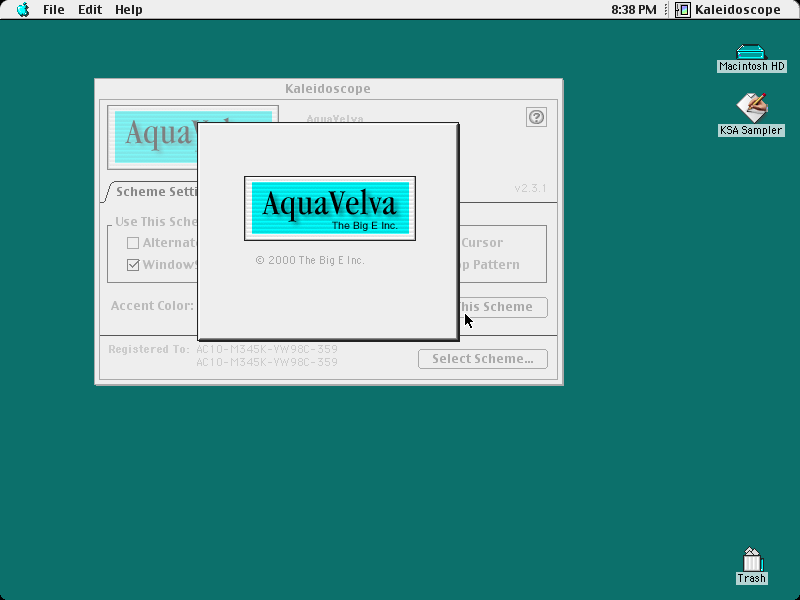 File Edit Help 8:38 PM Kaleidoscope
Macintosh HD
KSA Sampler
Kaleidoscope
AquaVelva
AquaVelva
v2.3.1
Scheme Setti
Use This Sche
Alternat
Cursor
Windows
p Pattern
Accent Color:
his Scheme
Registered To: AC10-M345K-YW98C-359
AC10-M345K-YW98C-359
Select Scheme...
AquaVelva
The Big E Inc.
© 2000 The Big E Inc.
Trash